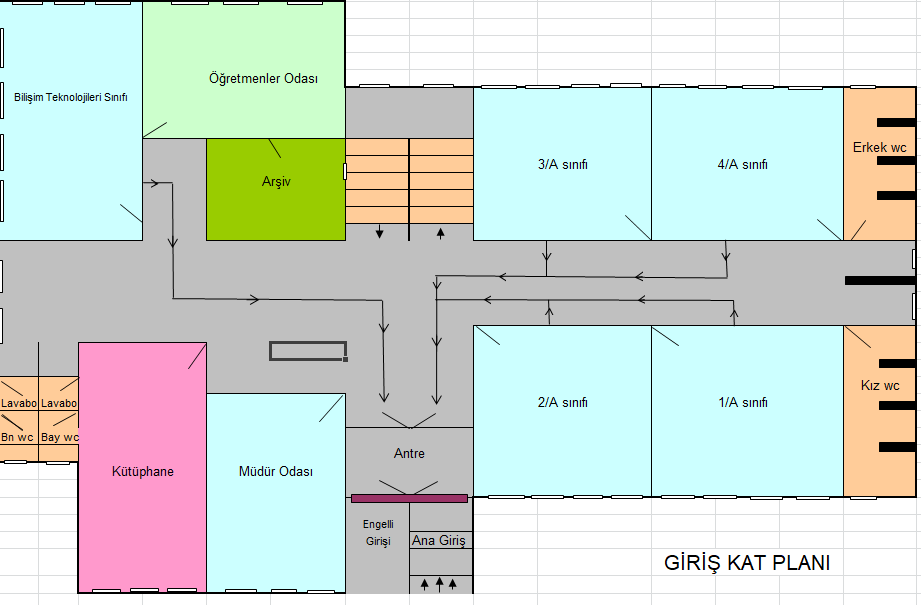 Öğretmenler Odası
Bilişim Teknolojileri Sınıfı
Arşiv
3/A sınıfı
4/A sınıfı
Erkek wc
Lavabo
Lavabo
Bn wc
Bay wc
Kütüphane
Müdür Odası
Antre
2/A sınıfı
1/A sınıfı
Kız wc
Engelli
Girişi
Ana Giriş
GİRİŞ KAT PLANI